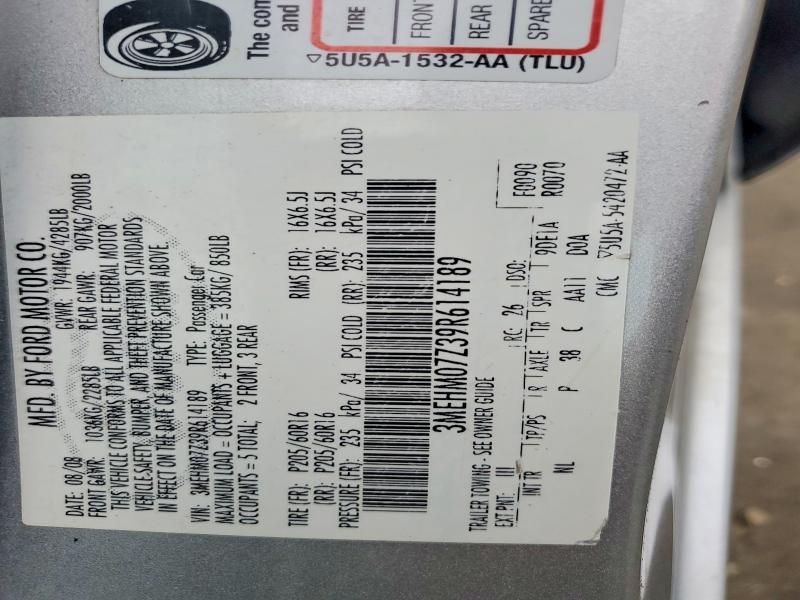 The com
and
TIRE
FRONT
REAR
SPARE
▽5U5A-1532-AA (TLU)
MFD. BY FORD MOTOR CO.
DATE: 08/08 GVWR: 1944KG/4285LB
FRONT GAWR: 1036KG/2285LB REAR GAWR: 907KG/2000LB
THIS VEHICLE CONFORMS TO ALL APPLICABLE FEDERAL MOTOR
VEHICLE SAFETY, BUMPER, AND THEFT PREVENTION STANDARDS
IN EFFECT ON THE DATE OF MANUFACTURE SHOWN ABOVE.
VIN: 3MEHM07Z39R614189 TYPE: Passenger Car
MAXIMUM LOAD = OCCUPANTS + LUGGAGE = 385KG/ 850LB
OCCUPANTS = 5 TOTAL; 2 FRONT, 3 REAR
TIRE (FR): P205/60R16 RIMS (FR): 16X6.5J
(RR): P205/60R16 (RR): 16X6.5J
PRESSURE (FR): 235 kPa/ 34 PSI COLD (RR): 235 kPa/ 34 PSI COLD
3MEHM07Z39R614189
TRAILER TOWING - SEE OWNER GUIDE F0090
EXT PNT: UI RC: 26 DSO: R0070
INT TR TP/PS R AXLE TR SPR 9DE1A
NL P 38 C AA11 D0A
CMC ▽5U5A-5420472-AA